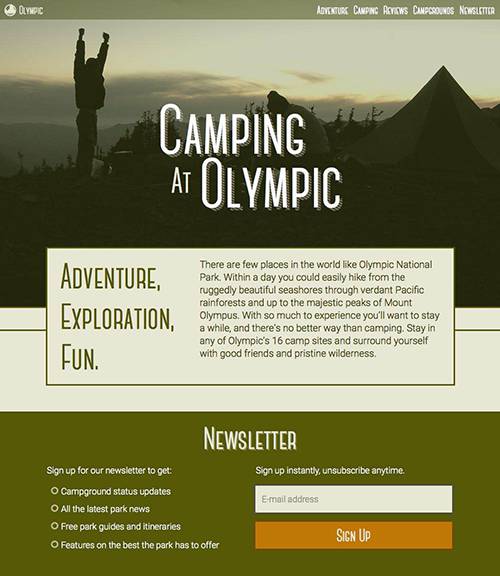 Olympic
Adventure Camping Reviews Campgrounds Newsletter
Camping
At Olympic
Adventure,
Exploration,
Fun.
There are few places in the world like Olympic National
Park. Within a day you could easily hike from the
ruggedly beautiful seashores through verdant Pacific
rainforests and up to the majestic peaks of Mount
Olympus. With so much to experience you'll want to stay
a while, and there's no better way than camping. Stay in
any of Olympic's 16 camp sites and surround yourself
with good friends and pristine wilderness.
Newsletter
Sign up for our newsletter to get:
Campground status updates
All the latest park news
Free park guides and itineraries
Features on the best the park has to offer
Sign up instantly, unsubscribe anytime.
E-mail address
Sign Up